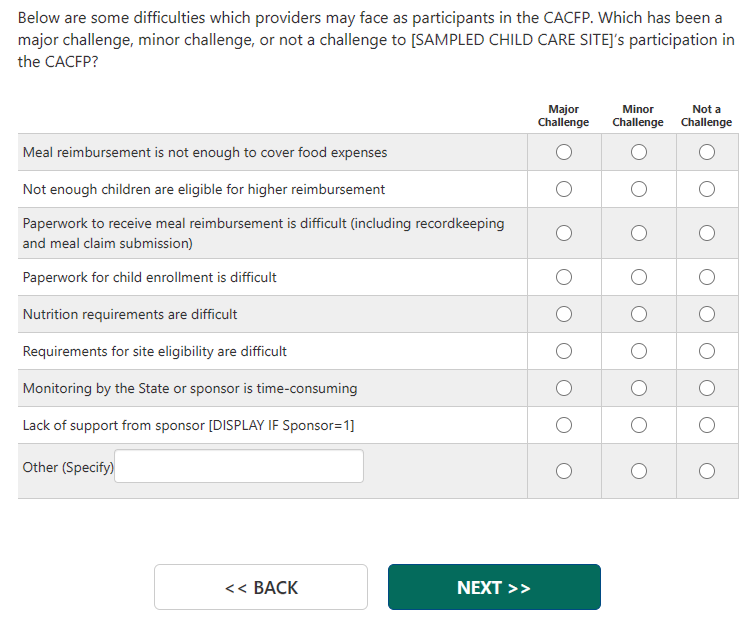 Below are some difficulties which providers may face as participants in the CACFP. Which has been a
major challenge, minor challenge, or not a challenge to [SAMPLED CHILD CARE SITE]'s participation in
the CACFP?
Major Challenge Minor Challenge Not a Challenge
Meal reimbursement is not enough to cover food expenses
Not enough children are eligible for higher reimbursement
Paperwork to receive meal reimbursement is difficult (including recordkeeping
and meal claim submission)
Paperwork for child enrollment is difficult
Nutrition requirements are difficult
Requirements for site eligibility are difficult
Monitoring by the State or sponsor is time-consuming
Lack of support from sponsor [DISPLAY IF Sponsor=1]
Other (Specify)
<< BACK NEXT >>